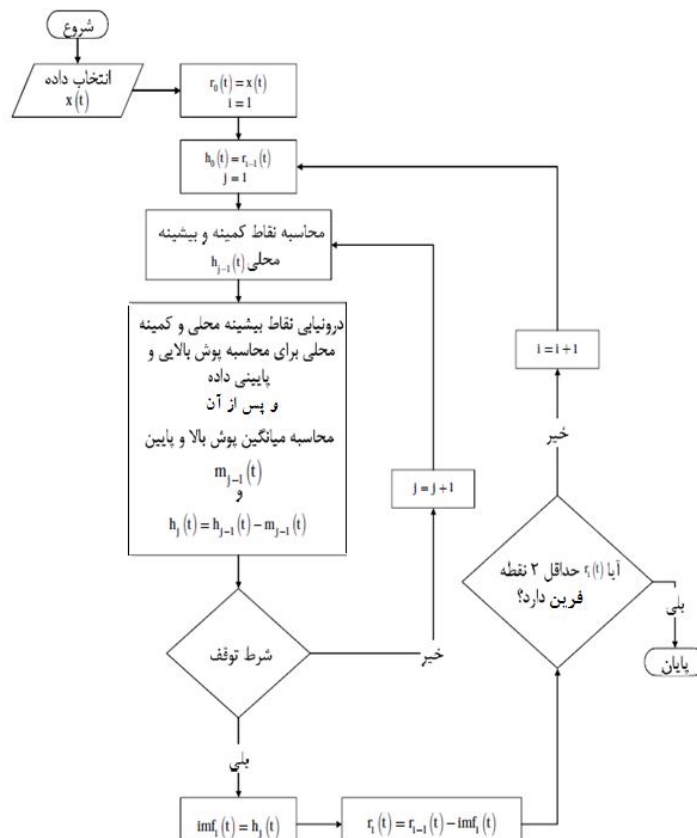 شروع
انتخاب داده
x(t)
r₀(t) = x(t)
i = 1
h₀(t) = rᵢ₋₁(t)
j = 1
محاسبه نقاط کمینه و بیشینه
محلی hⱼ₋₁(t)
درونیابی نقاط بیشینه محلی و کمینه
محلی برای محاسبه پوش بالایی و
پایینی داده
و پس از آن
محاسبه میانگین پوش بالا و پایین
mⱼ₋₁(t)
و
hⱼ(t) = hⱼ₋₁(t) − mⱼ₋₁(t)
شرط توقف
خیر
j = j + 1
بلی
imfᵢ(t) = hⱼ(t)
rᵢ(t) = rᵢ₋₁(t) − imfᵢ(t)
آیا rᵢ(t) حداقل ۲ نقطه
فرین دارد؟
خیر
i = i + 1
بلی
پایان